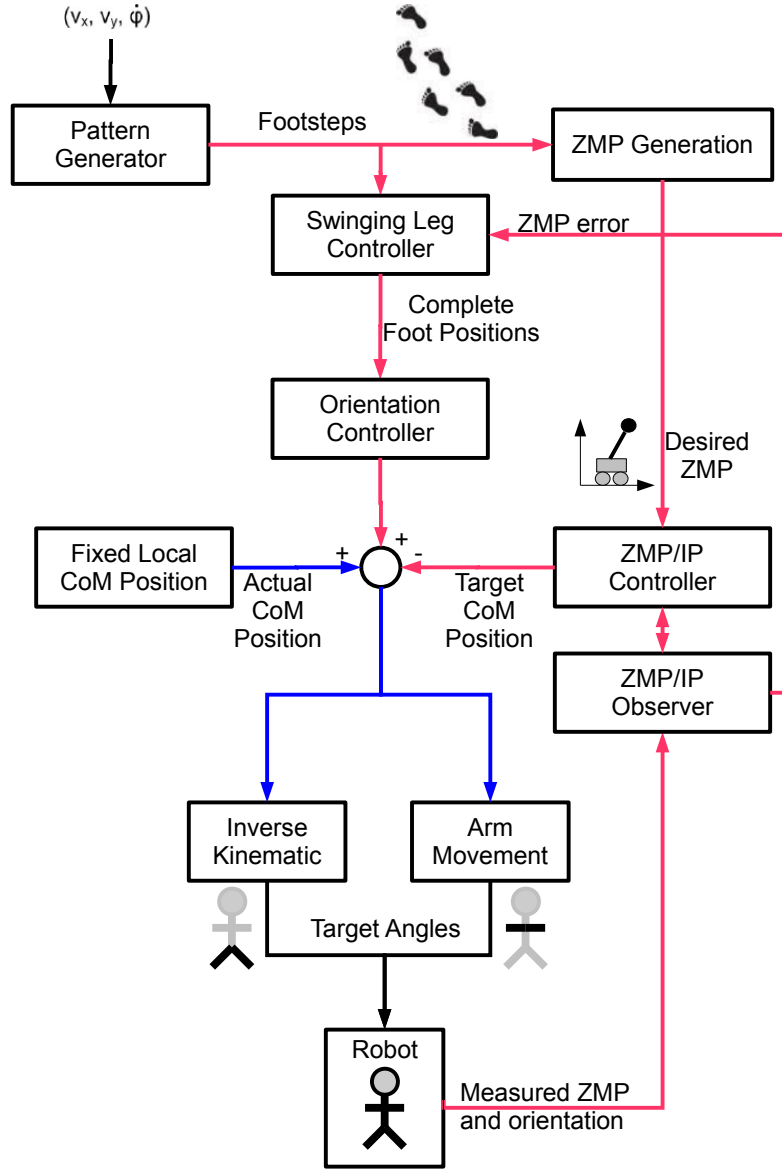 (vx, vy, φ̇)
Pattern
Generator
Footsteps
ZMP Generation
Swinging Leg
Controller
ZMP error
Complete
Foot Positions
Orientation
Controller
Desired
ZMP
Fixed Local
CoM Position
+
+
-
Actual
CoM
Position
Target
CoM
Position
ZMP/IP
Controller
ZMP/IP
Observer
Inverse
Kinematic
Arm
Movement
Target Angles
Robot
Measured ZMP
and orientation